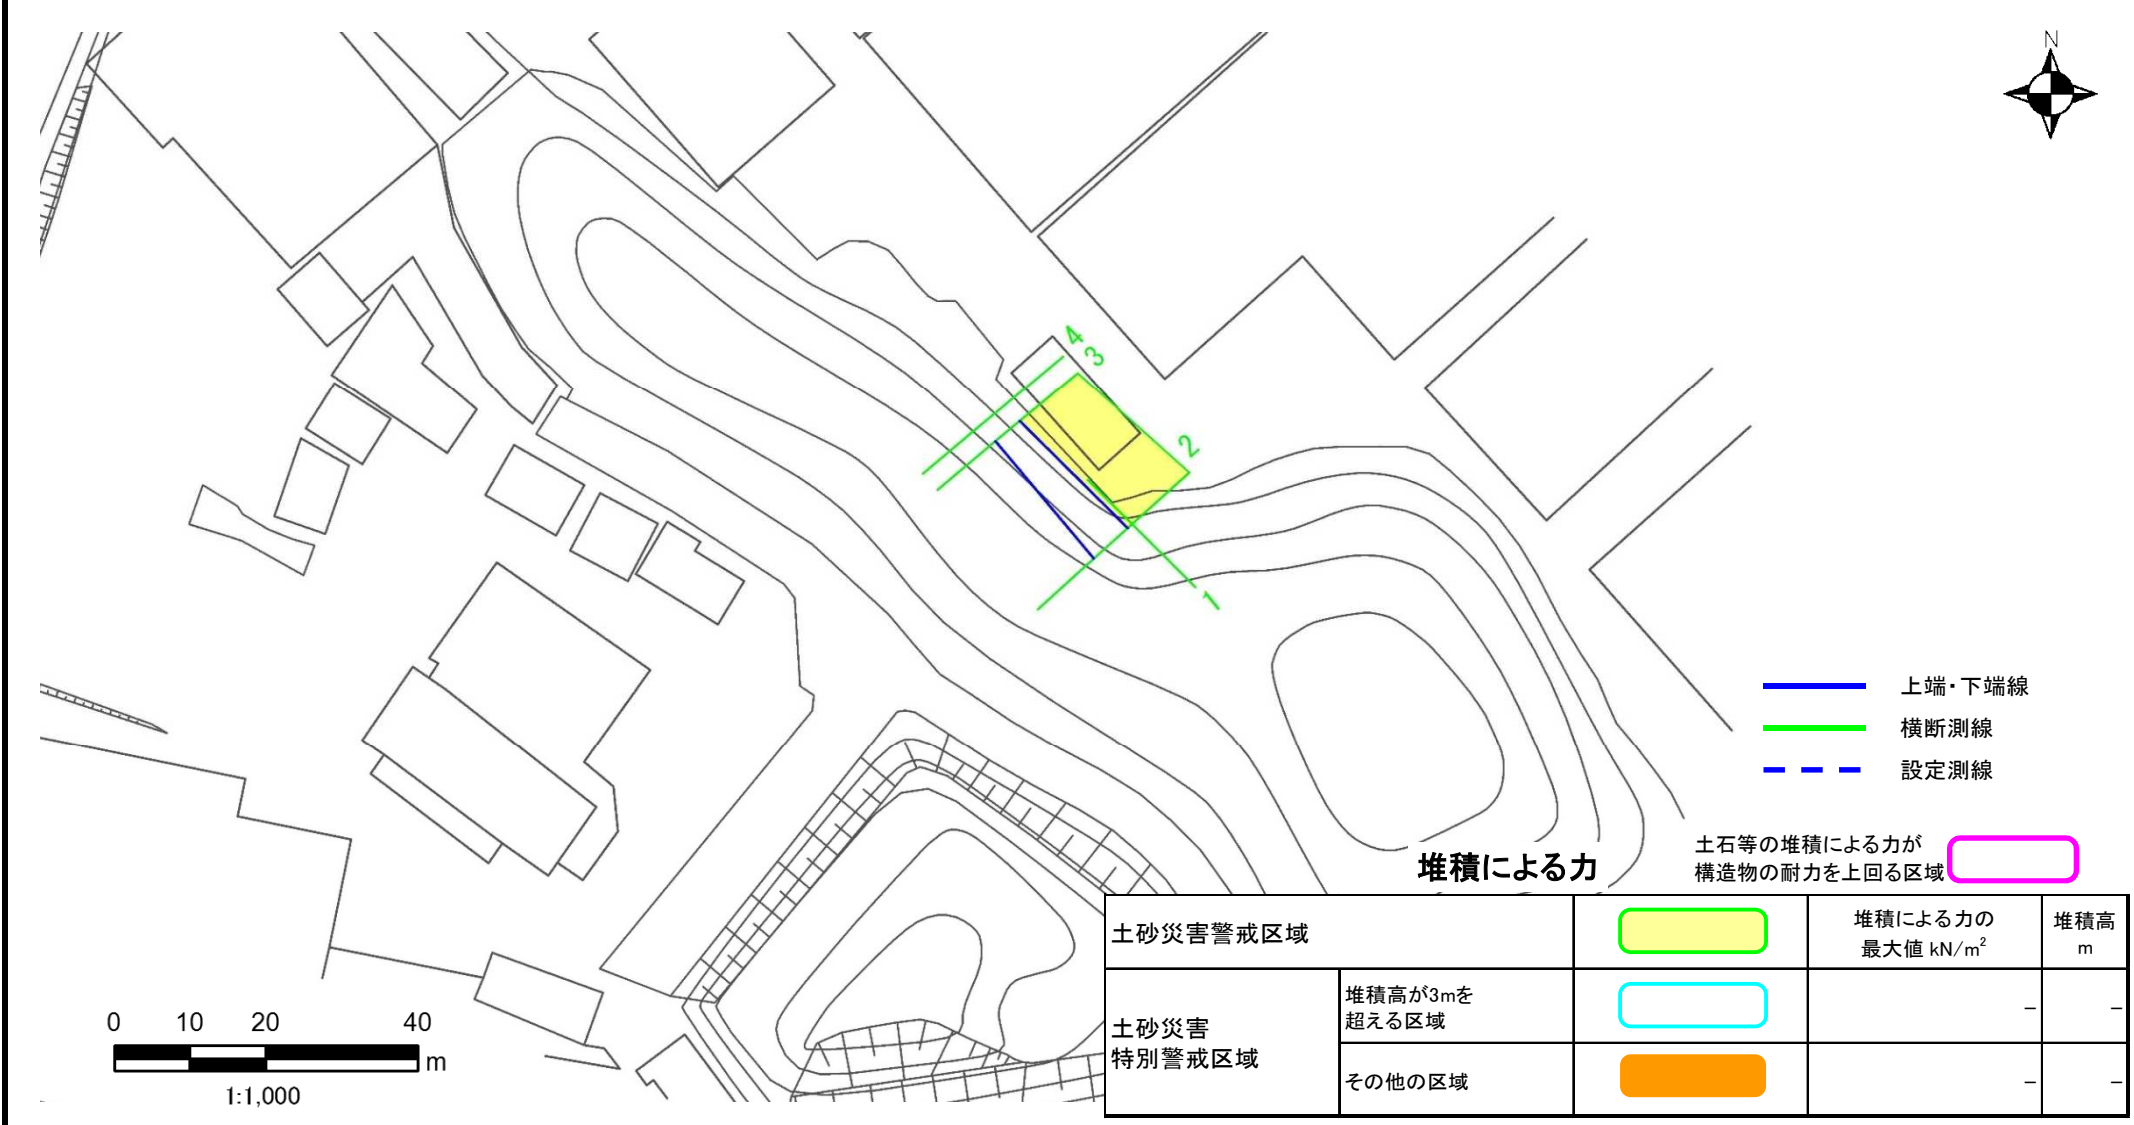 N
4
3
2
1
上端・下端線
横断測線
設定測線
土石等の堆積による力が
構造物の耐力を上回る区域
堆積による力
土砂災害警戒区域
堆積による力の
最大値 kN/m²
堆積高
m
土砂災害
特別警戒区域
堆積高が3mを
超える区域
－ －
その他の区域
－ －
0 10 20 40
m
1:1,000